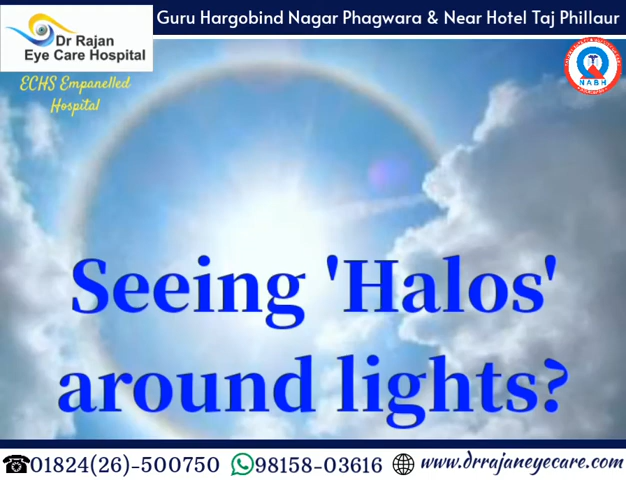 Dr Rajan
Eye Care Hospital
Guru Hargobind Nagar Phagwara & Near Hotel Taj Phillaur
ECHS Empanelled
Hospital
NABH
Seeing 'Halos'
around lights?
01824(26)-500750 98158-03616 www.drrajaneyecare.com